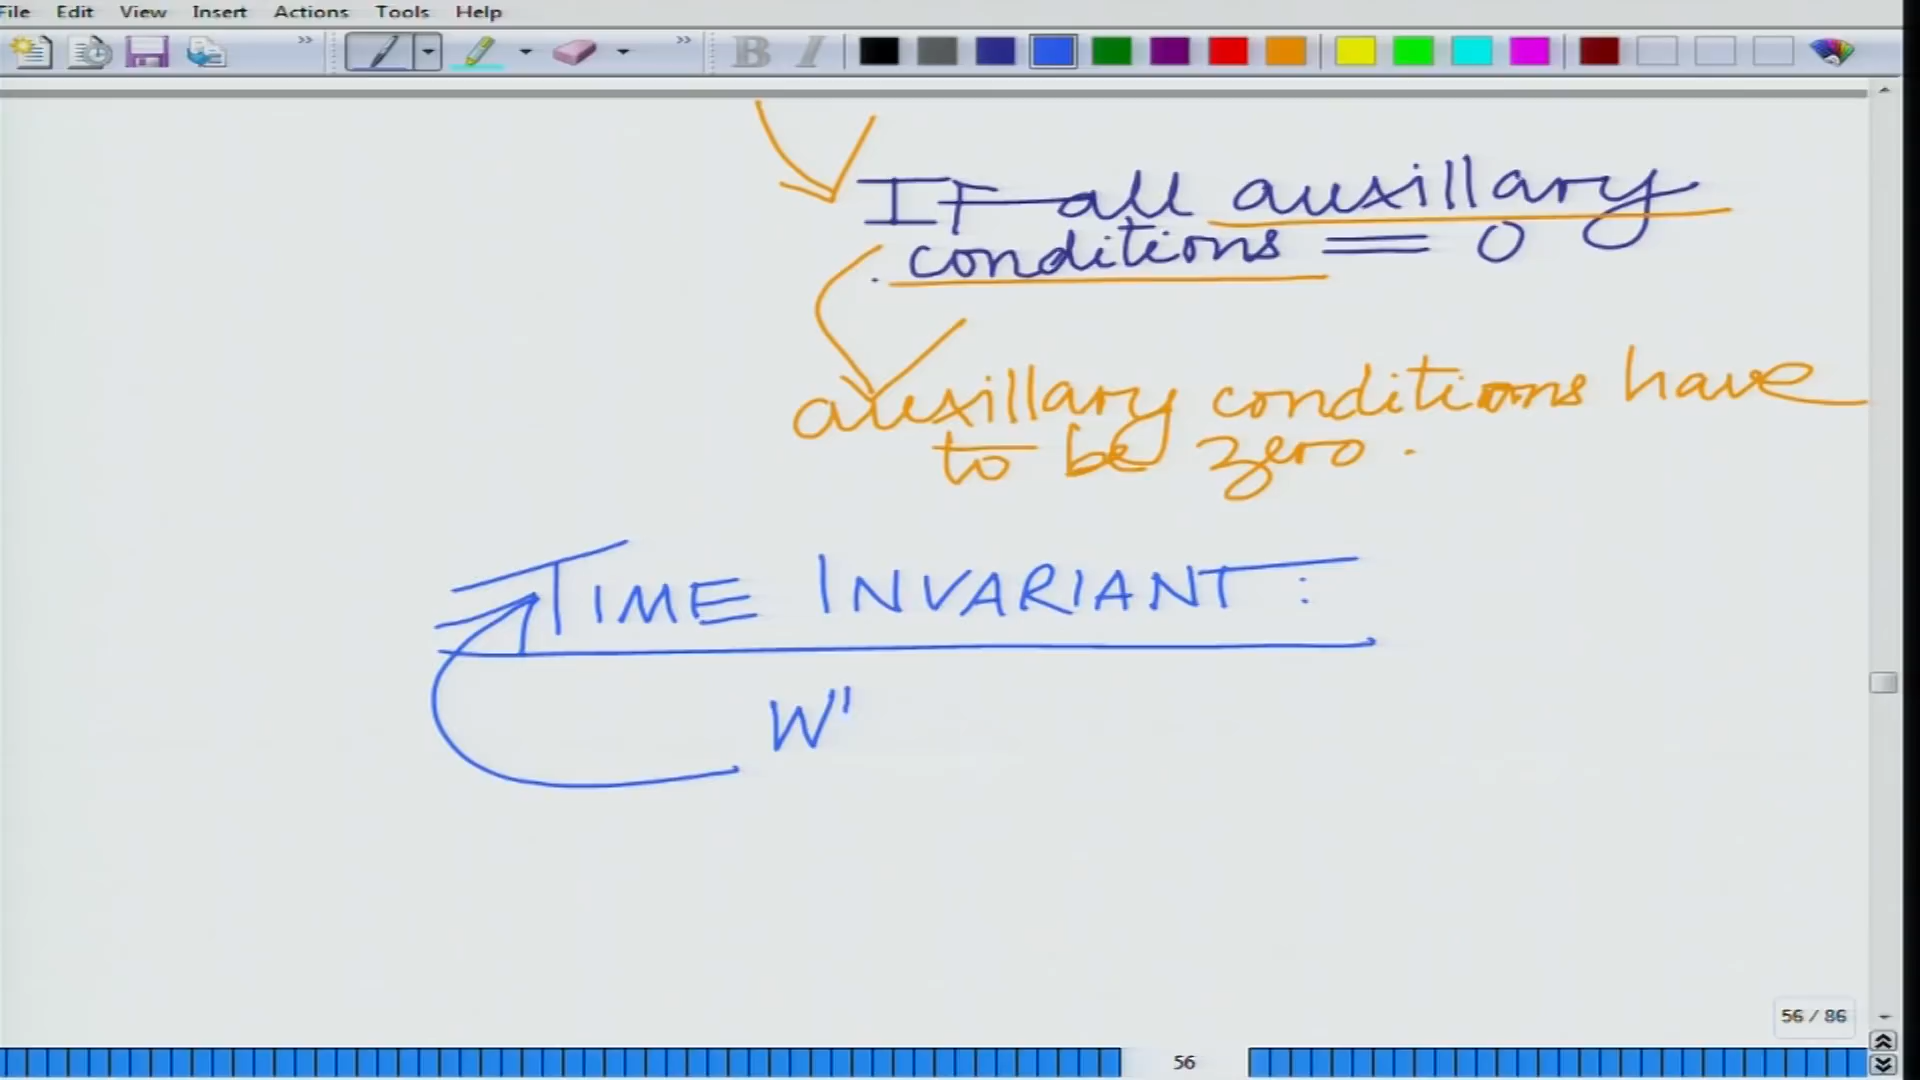 File Edit View Insert Actions Tools Help
B I
IF all auxillary
conditions = 0
auxillary conditions have
to be zero.
TIME INVARIANT:
56 / 86
56